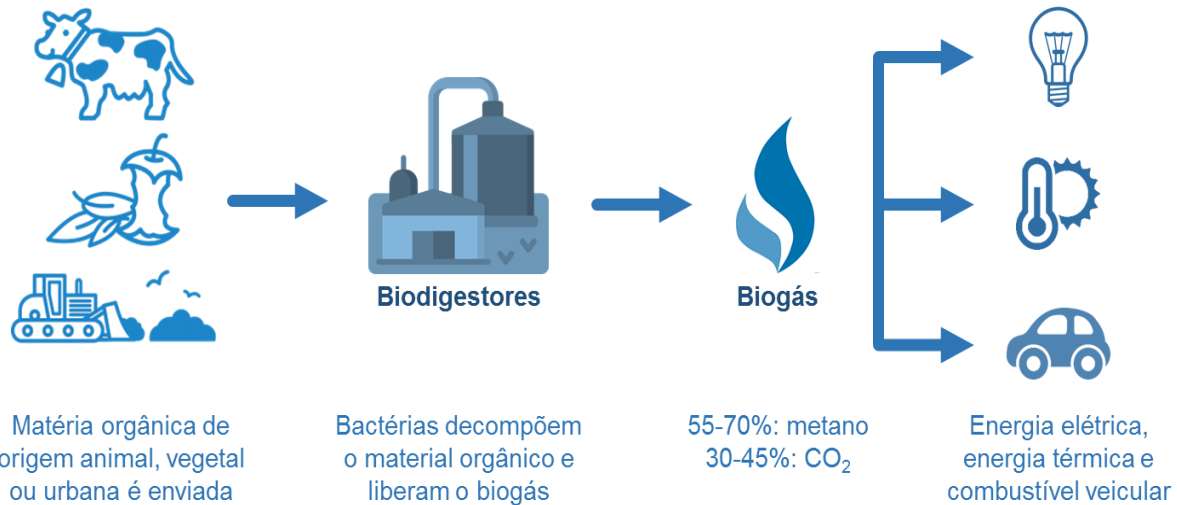 Biodigestores
Biogás
Matéria orgânica de
origem animal, vegetal
ou urbana é enviada
Bactérias decompõem
o material orgânico e
liberam o biogás
55-70%: metano
30-45%: CO₂
Energia elétrica,
energia térmica e
combustível veicular